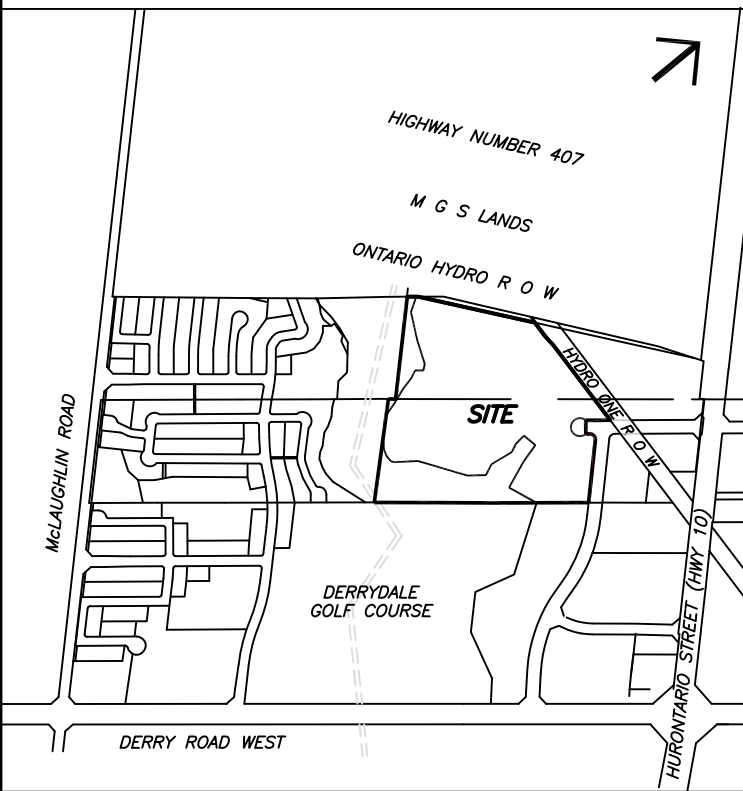 HIGHWAY NUMBER 407
M G S LANDS
ONTARIO HYDRO R O W
HYDRO ONE R O W
SITE
McLAUGHLIN ROAD
DERRYDALE
GOLF COURSE
HURONTARIO STREET (HWY 10)
DERRY ROAD WEST